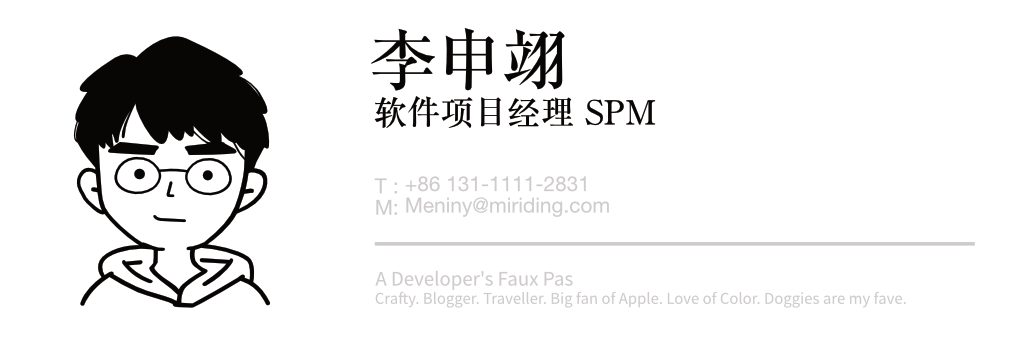 李申翊
软件项目经理 SPM
T : +86 131-1111-2831
M: Meniny@miriding.com
A Developer's Faux Pas
Crafty. Blogger. Traveller. Big fan of Apple. Love of Color. Doggies are my fave.